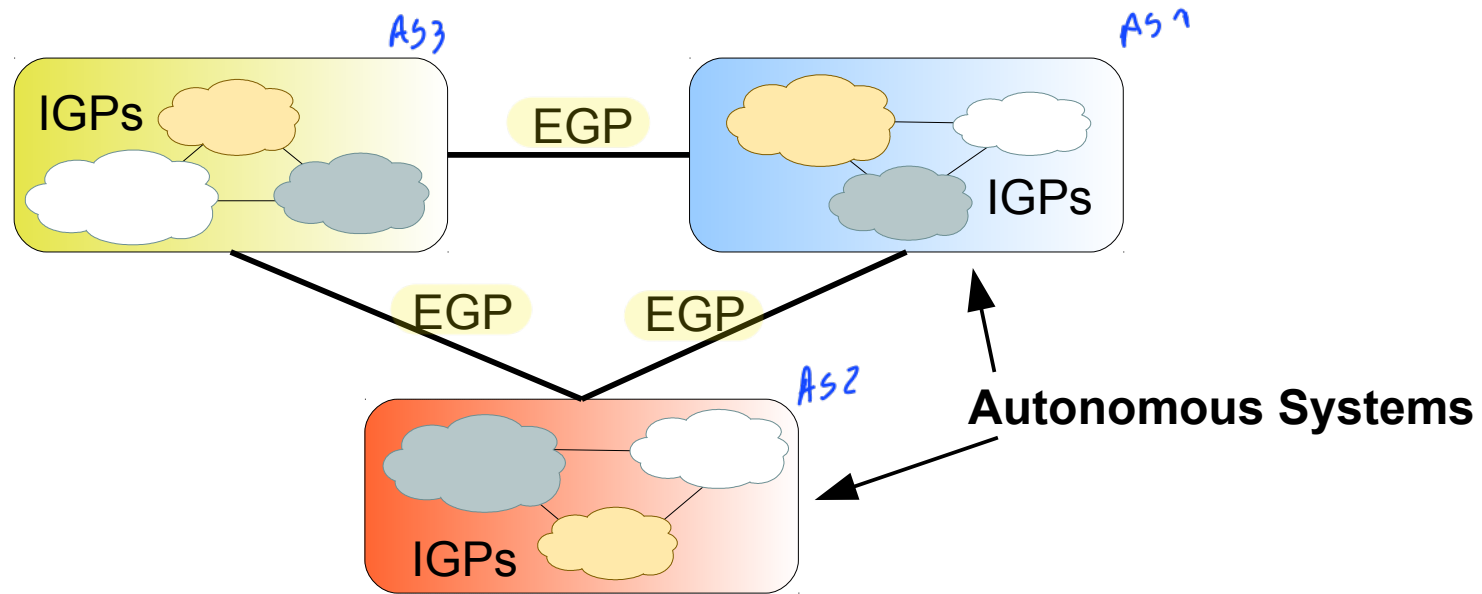 AS3
AS1
IGPs
EGP
IGPs
EGP
EGP
AS2
Autonomous Systems
IGPs